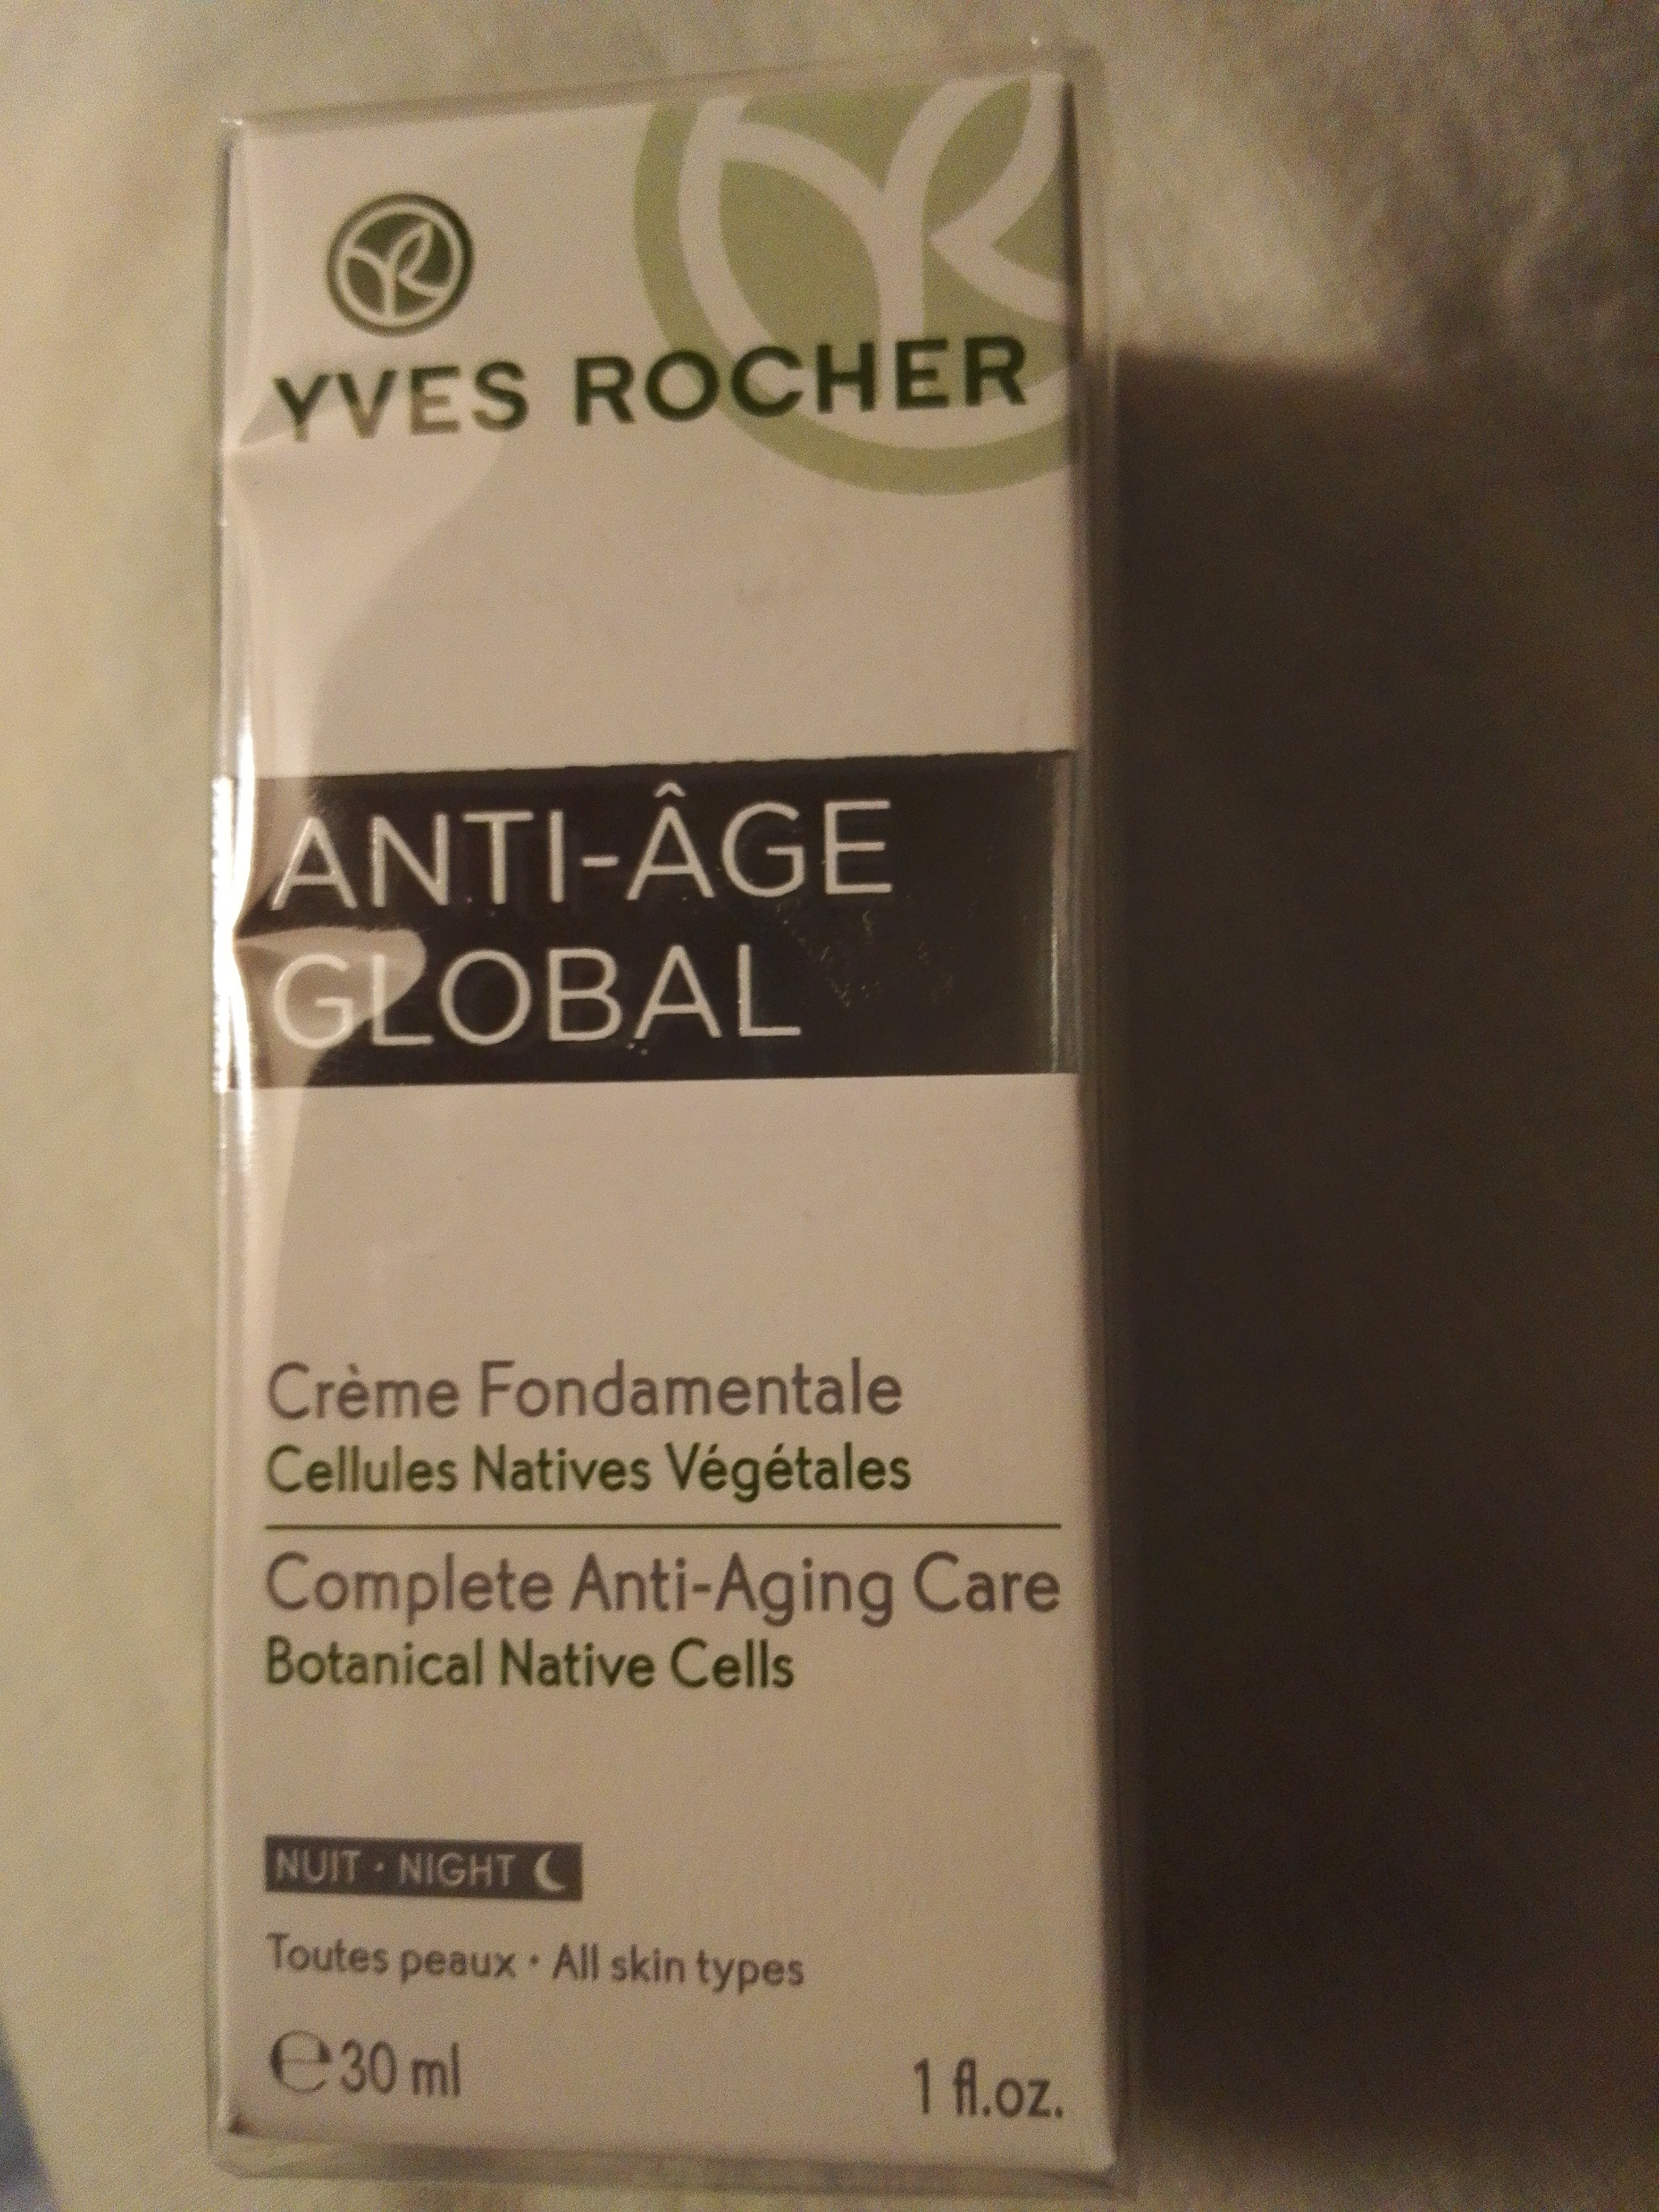 YVES ROCHER
ANTI-ÂGE
GLOBAL
Crème Fondamentale
Cellules Natives Végétales
Complete Anti-Aging Care
Botanical Native Cells
NUIT · NIGHT
Toutes peaux · All skin types
℮30 ml 1 fl.oz.